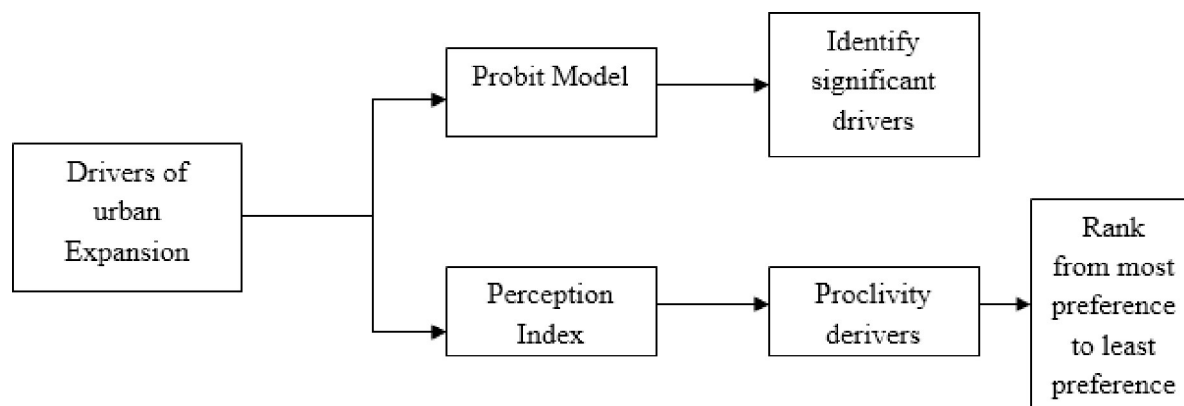 Drivers of
urban
Expansion
Probit Model
Identify
significant
drivers
Perception
Index
Proclivity
derivers
Rank
from most
preference
to least
preference